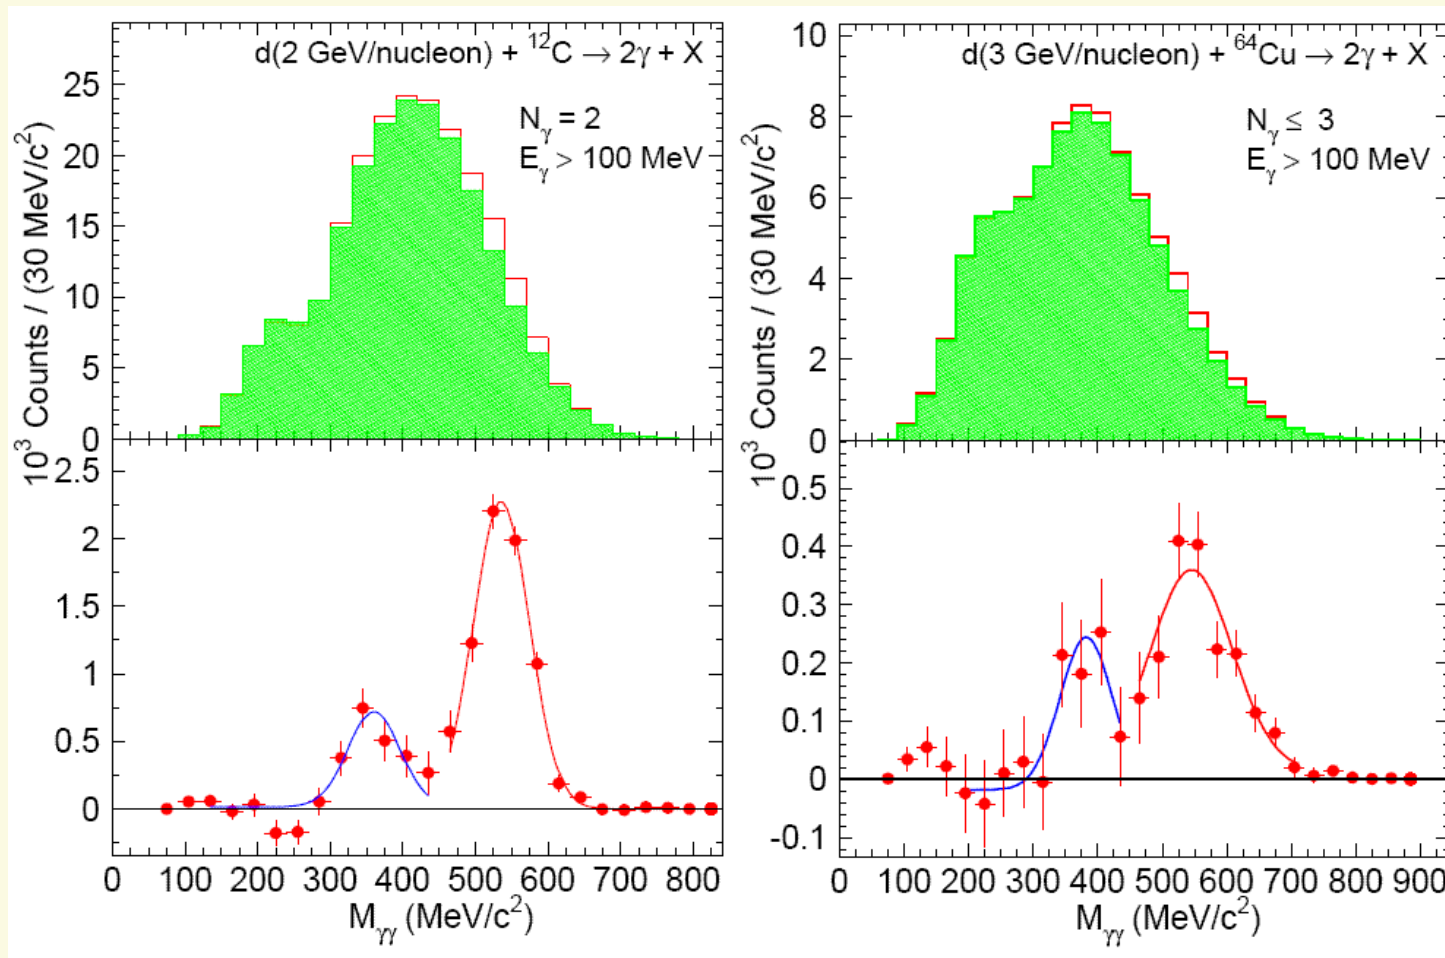 d(2 GeV/nucleon) + ¹²C → 2γ + X
N_γ = 2
E_γ > 100 MeV
10³ Counts / (30 MeV/c²)
25
20
15
10
5
0
2.5
2
1.5
1
0.5
0
0 100 200 300 400 500 600 700 800
M_γγ (MeV/c²)
d(3 GeV/nucleon) + ⁶⁴Cu → 2γ + X
N_γ ≤ 3
E_γ > 100 MeV
10³ Counts / (30 MeV/c²)
10
8
6
4
2
0
0.5
0.4
0.3
0.2
0.1
0
-0.1
0 100 200 300 400 500 600 700 800 900
M_γγ (MeV/c²)